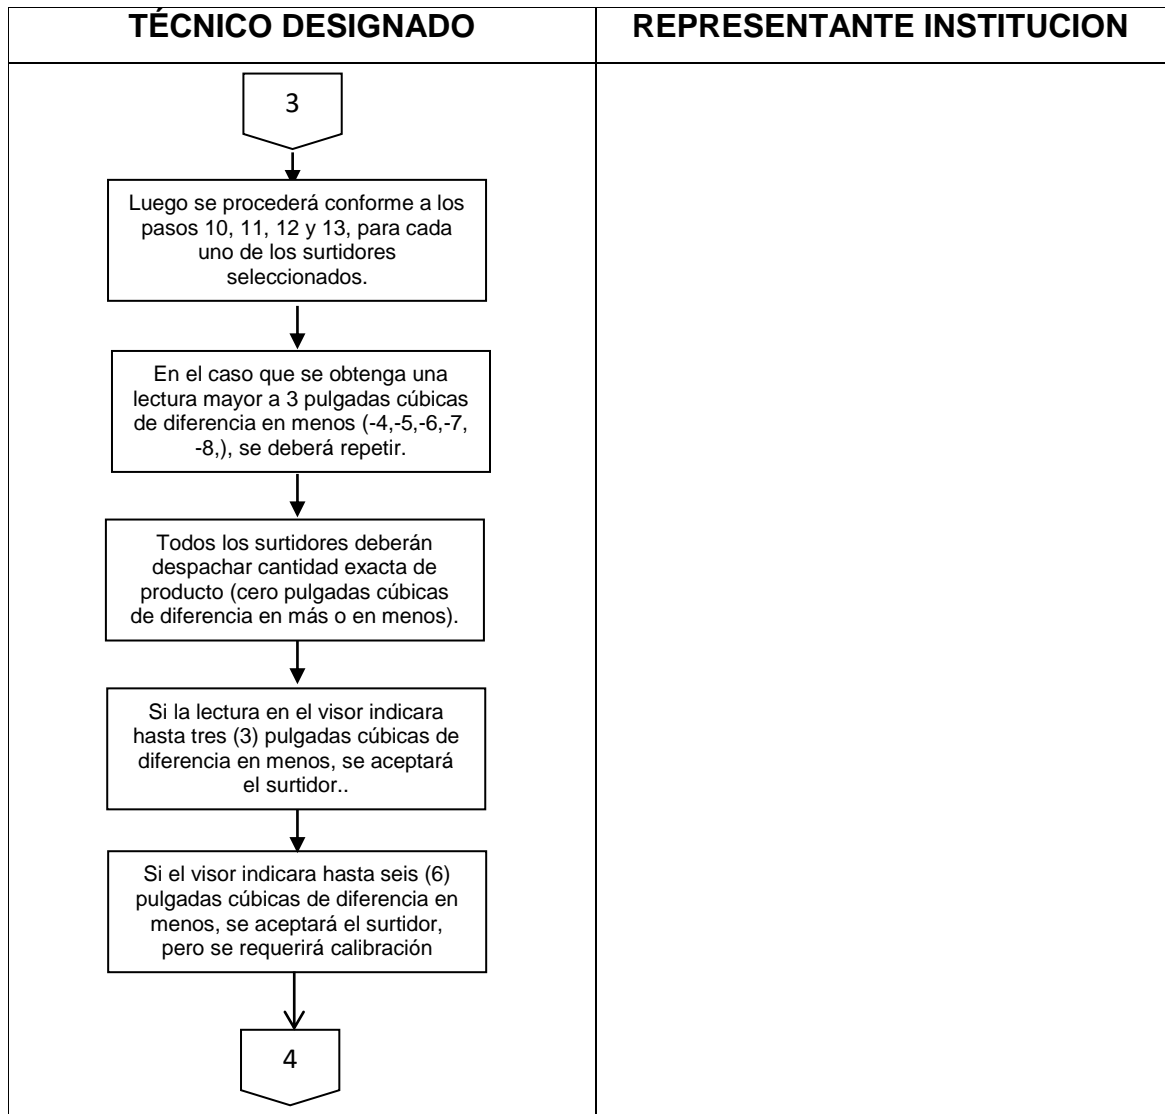 TÉCNICO DESIGNADO
REPRESENTANTE INSTITUCION
3
Luego se procederá conforme a los
pasos 10, 11, 12 y 13, para cada
uno de los surtidores
seleccionados.
En el caso que se obtenga una
lectura mayor a 3 pulgadas cúbicas
de diferencia en menos (-4,-5,-6,-7,
-8,), se deberá repetir.
Todos los surtidores deberán
despachar cantidad exacta de
producto (cero pulgadas cúbicas
de diferencia en más o en menos).
Si la lectura en el visor indicara
hasta tres (3) pulgadas cúbicas de
diferencia en menos, se aceptará
el surtidor..
Si el visor indicara hasta seis (6)
pulgadas cúbicas de diferencia en
menos, se aceptará el surtidor,
pero se requerirá calibración
4